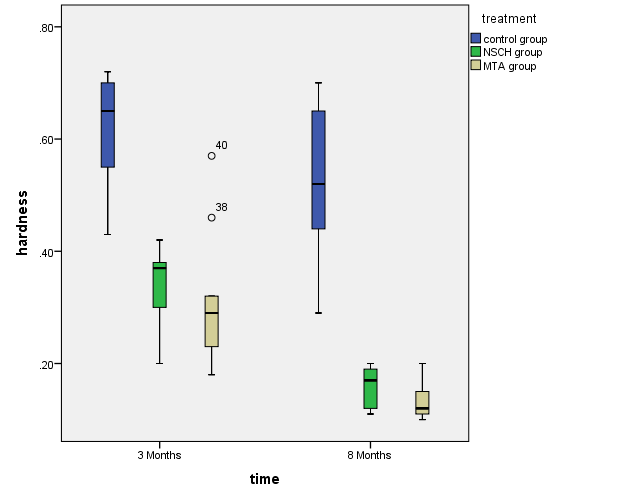 treatment
control group
NSCH group
MTA group
.80
.60
.40
.20
hardness
40
38
3 Months
8 Months
time